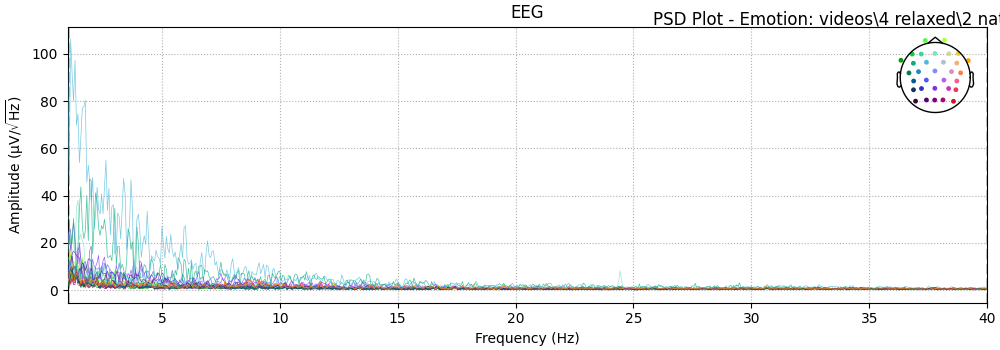 EEG
PSD Plot - Emotion: videos\4 relaxed\2 nat
Amplitude (µV/√Hz)
100
80
60
40
20
0
5 10 15 20 25 30 35 40
Frequency (Hz)